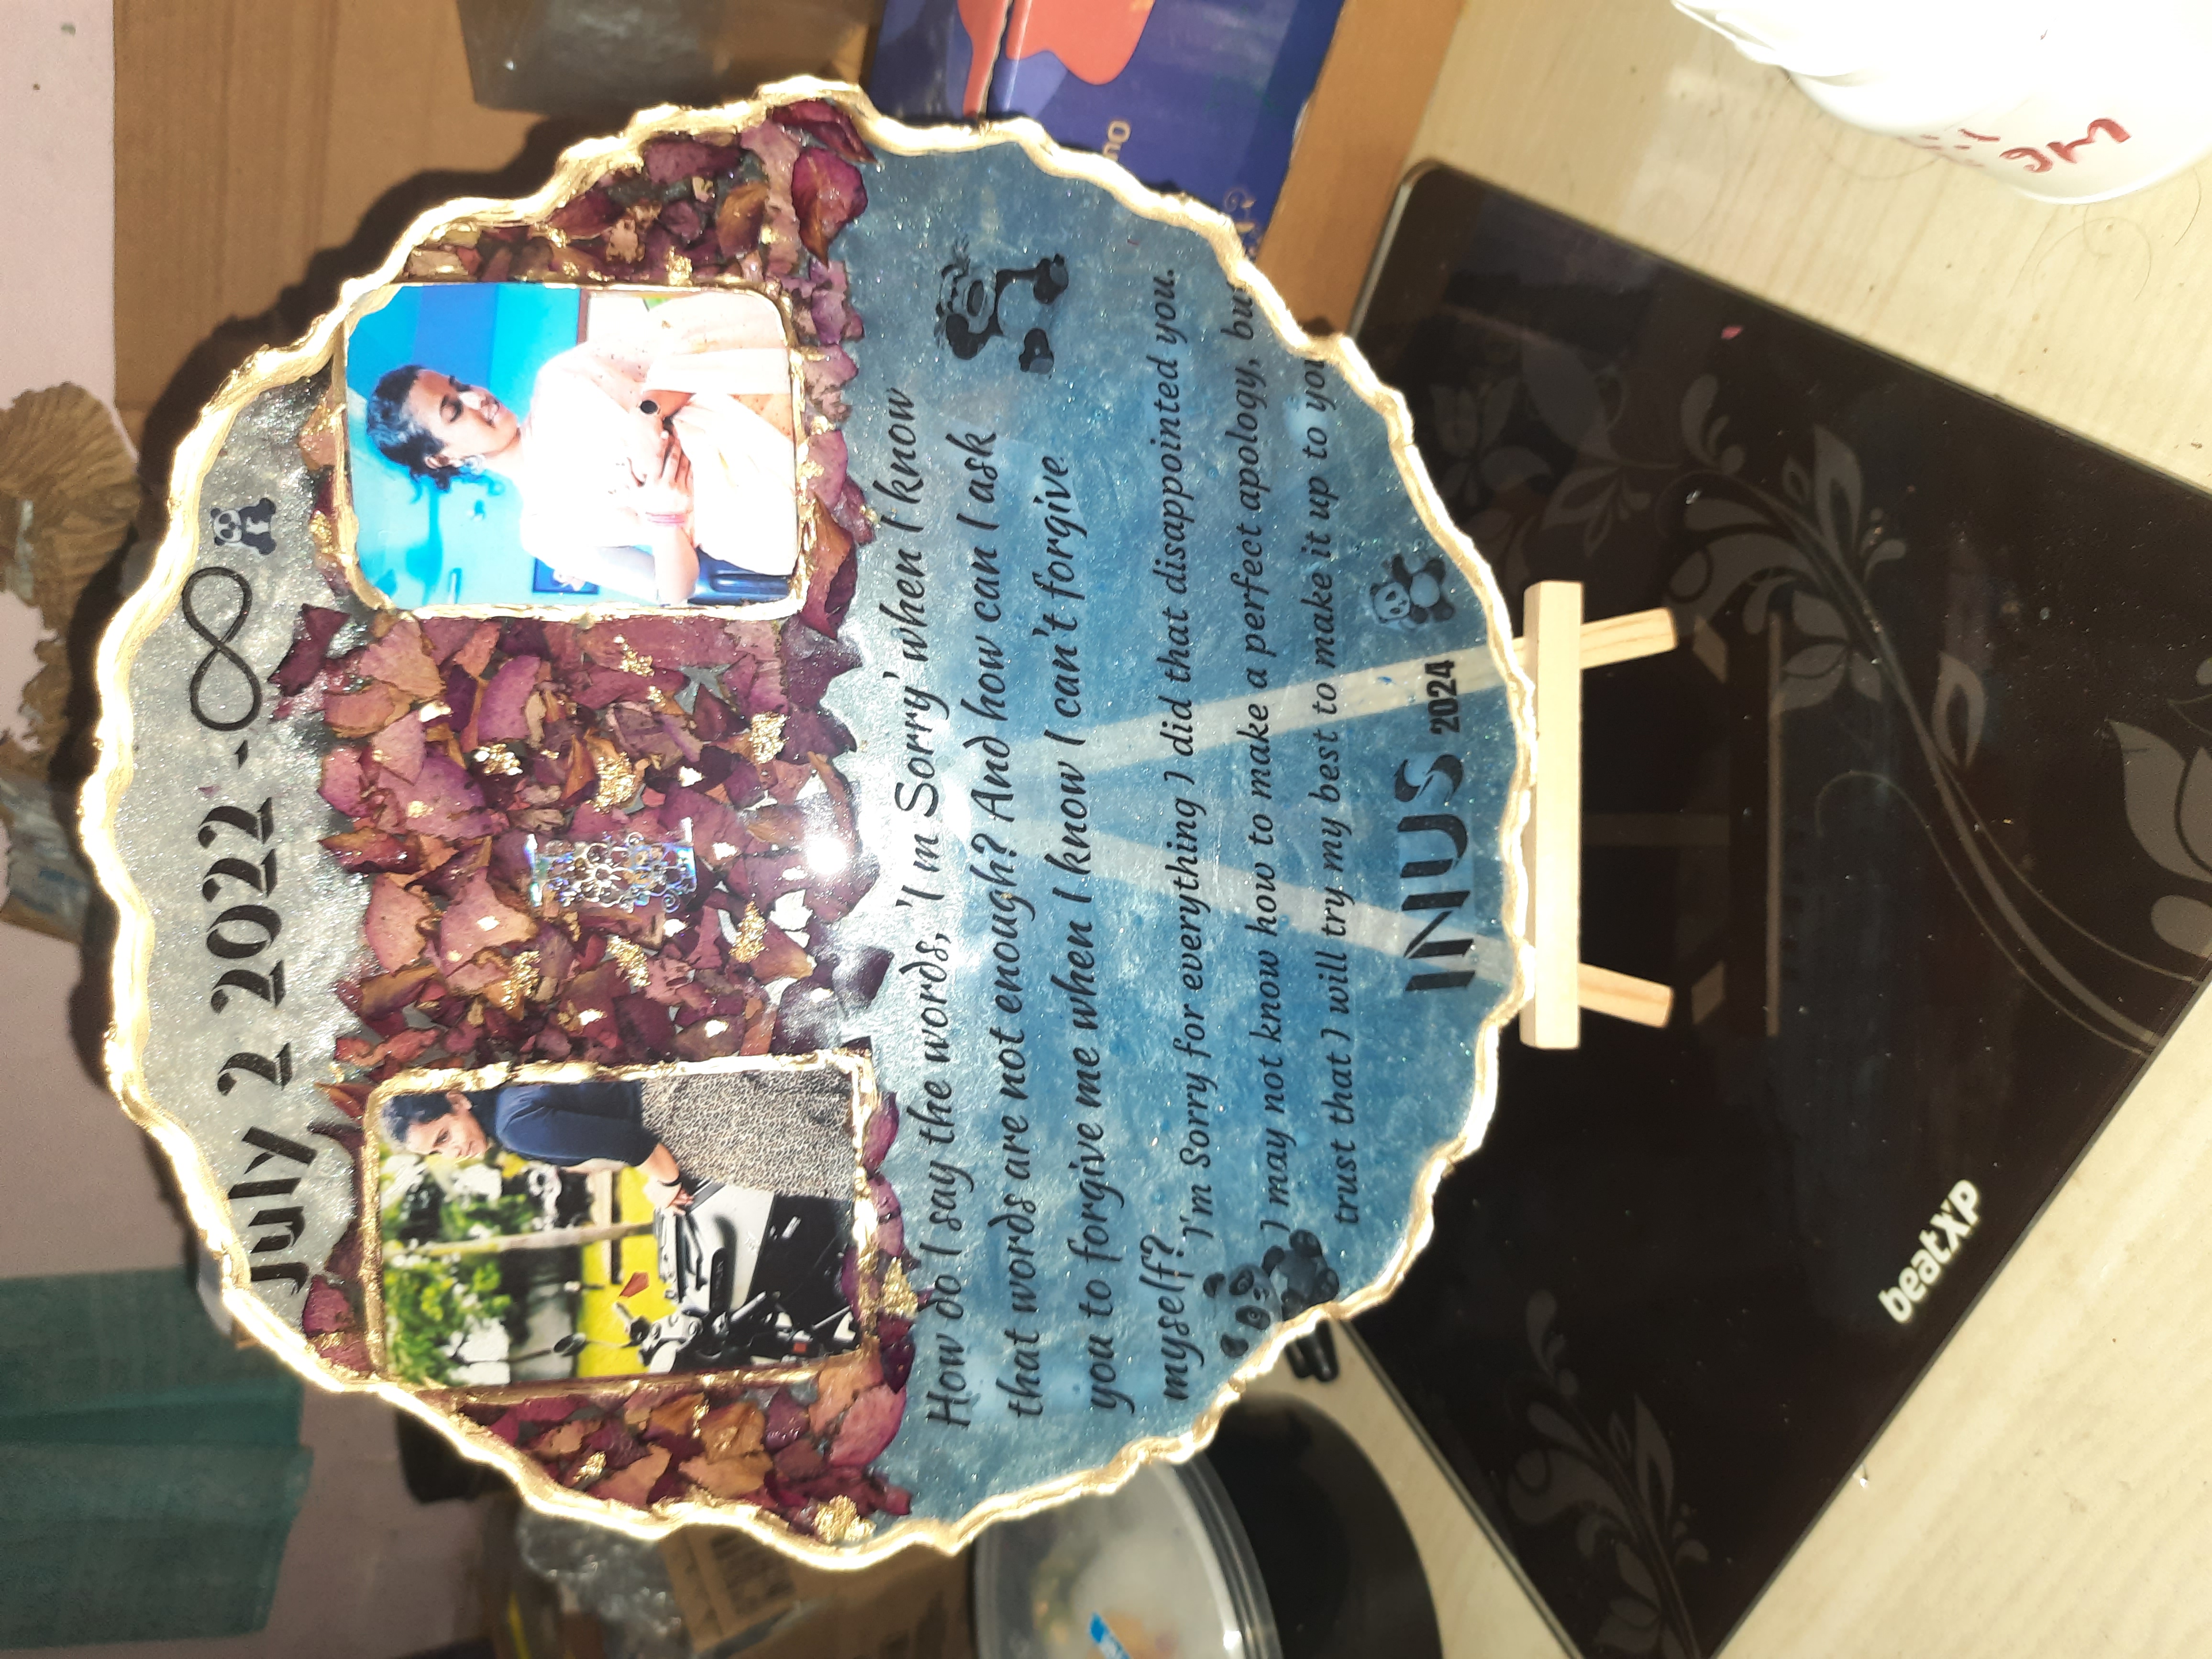 July 2 2022 - ∞
How do I say the words, 'I m Sorry' when I know
that words are not enough? And how can I ask
you to forgive me when I know I can't forgive
myself?
I'm Sorry for everything I did that disappointed you.
I may not know how to make a perfect apology, but
trust that I will try my best to make it up to you
INUS 2024
beatXP